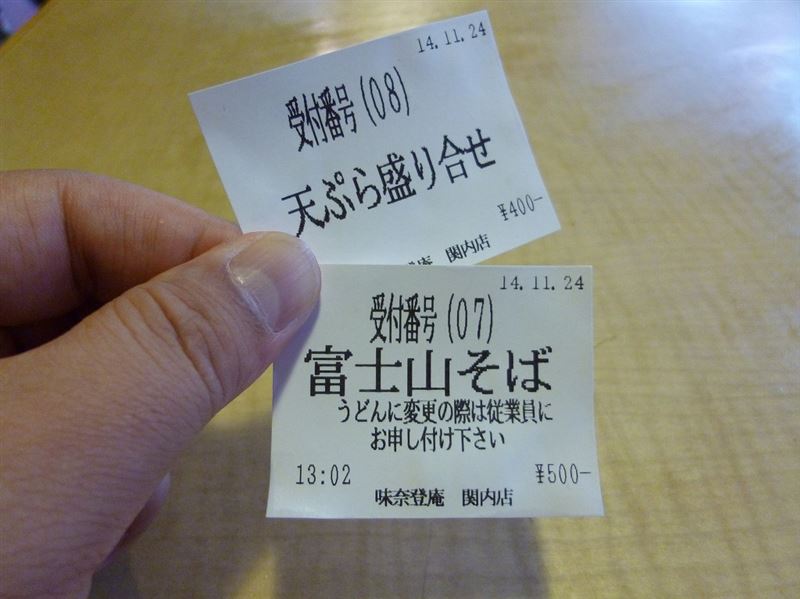 14.11.24
受付番号(08)
天ぷら盛り合せ
¥400-
庵 関内店
14.11.24
受付番号(07)
富士山そば
うどんに変更の際は従業員に
お申し付け下さい
13:02 ¥500-
味奈登庵 関内店